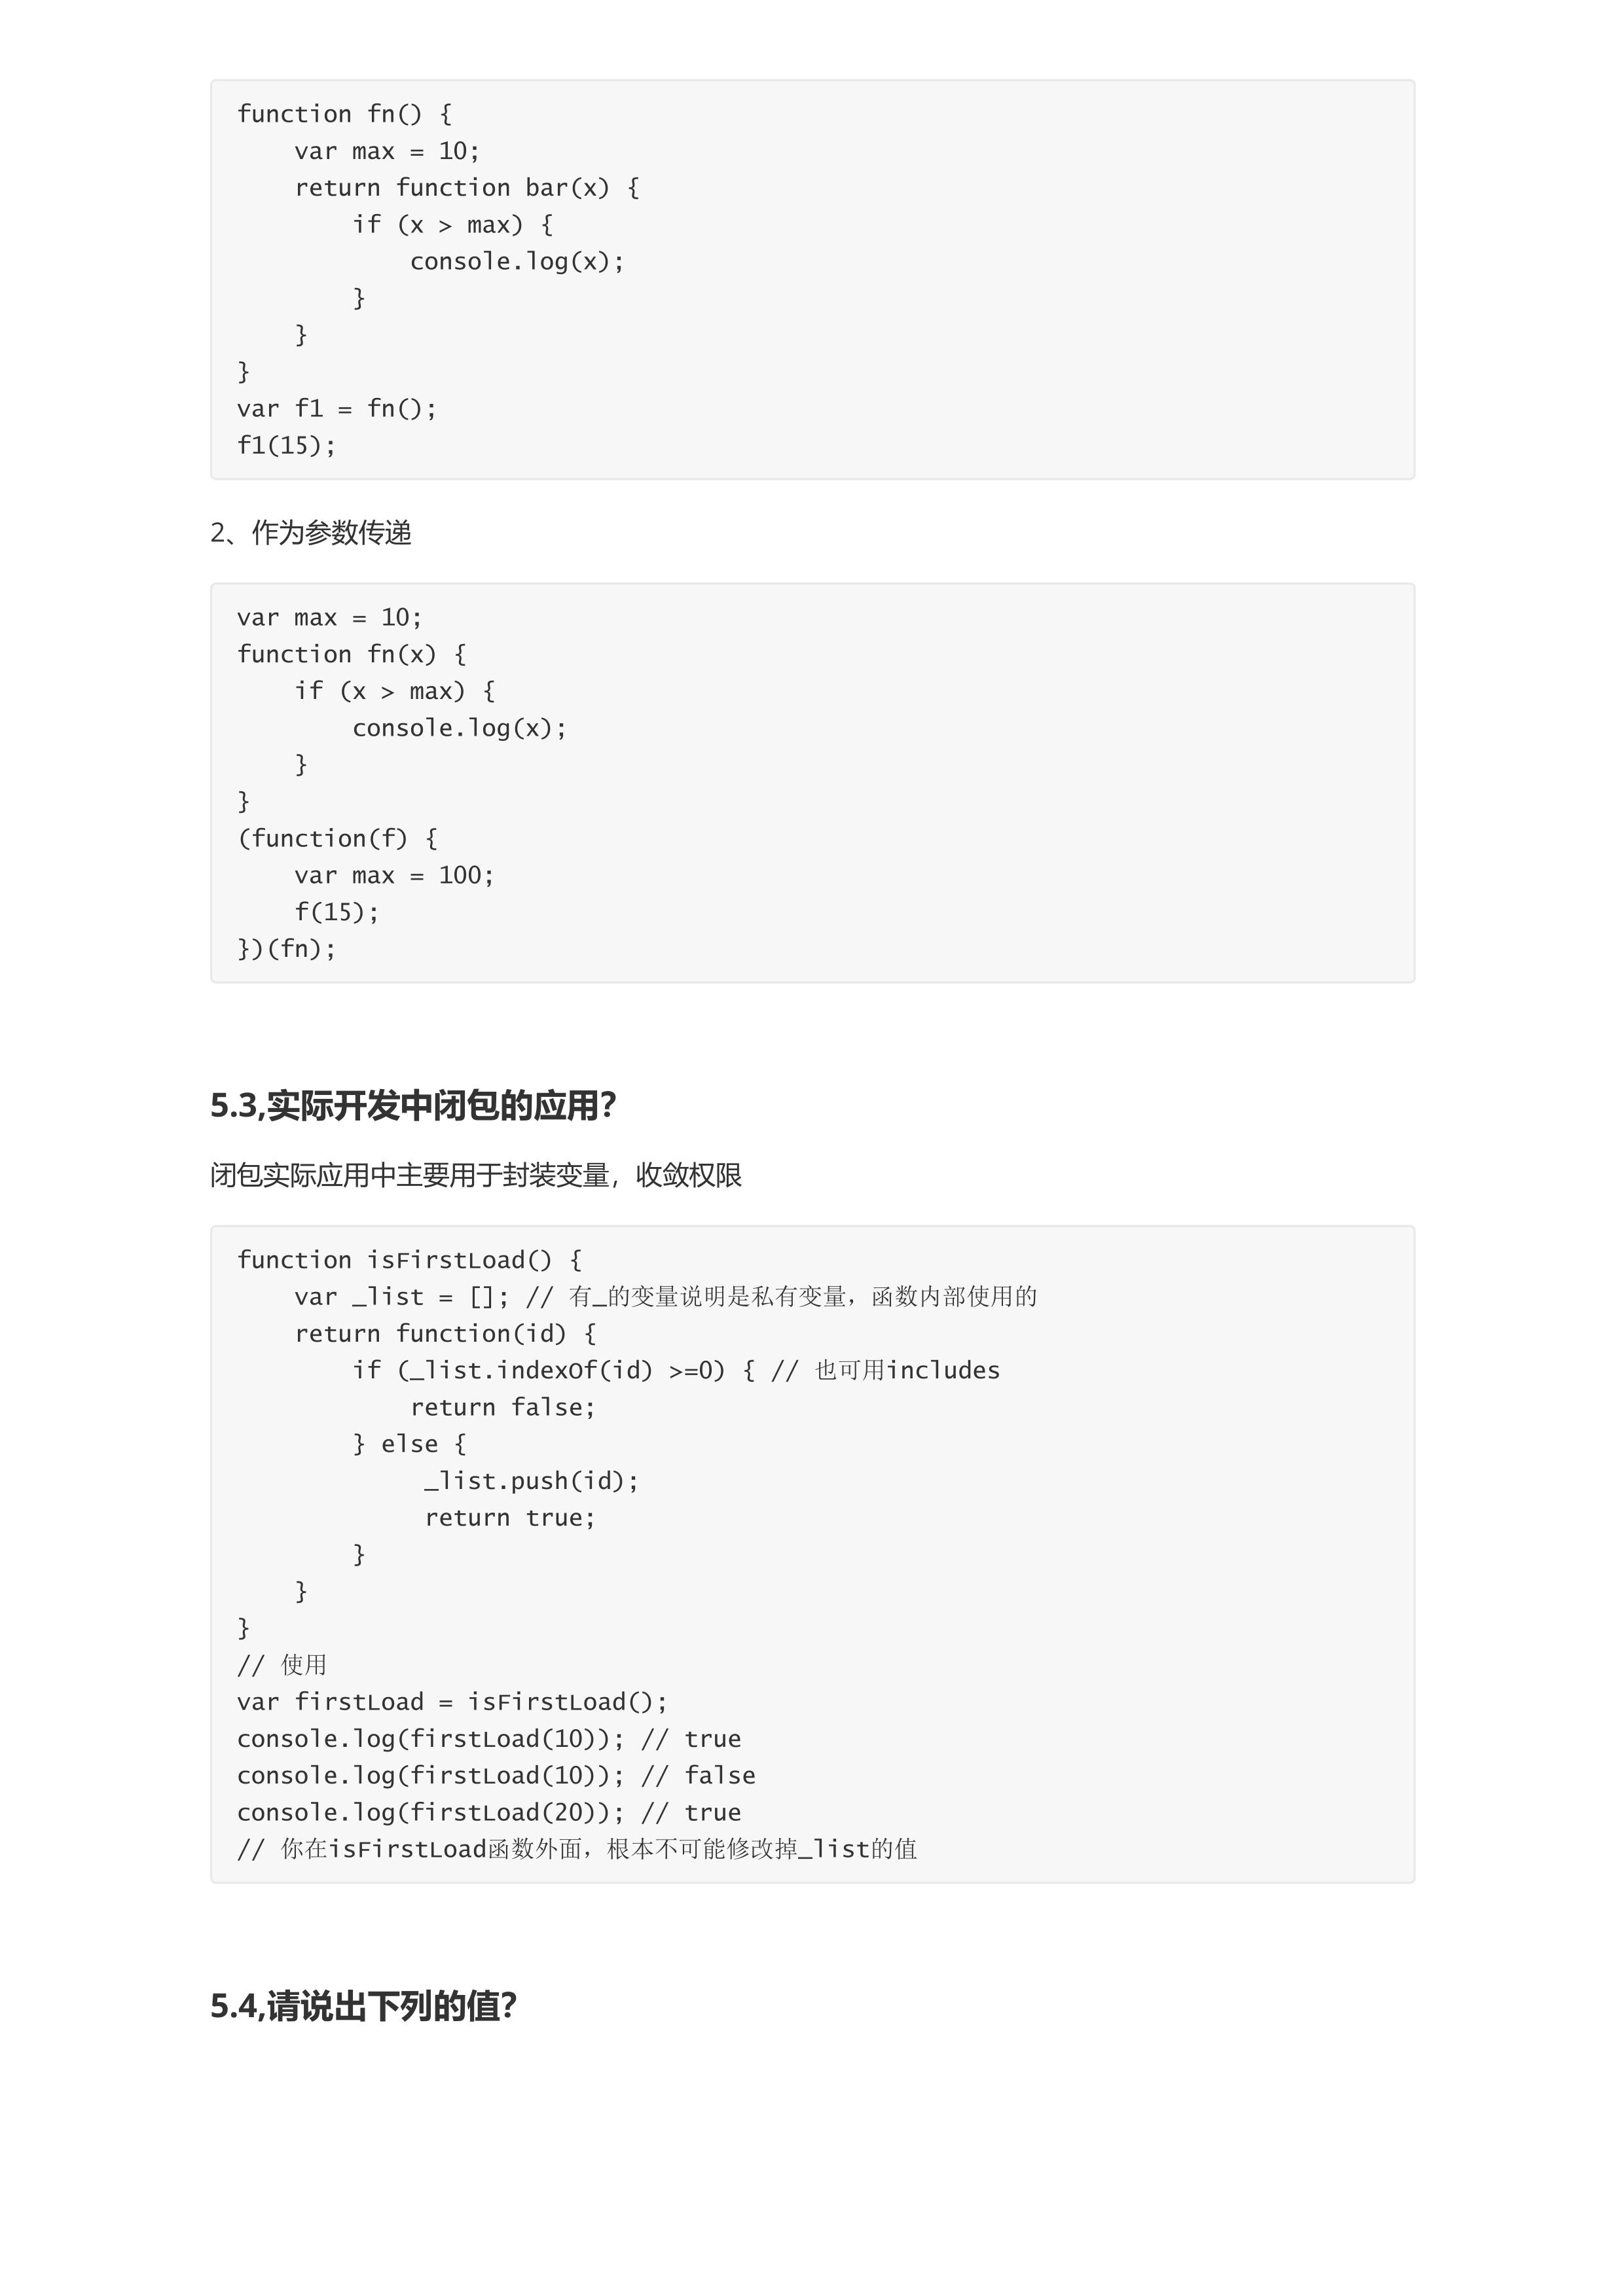 function fn() {
    var max = 10;
    return function bar(x) {
        if (x > max) {
            console.log(x);
        }
    }
}
var f1 = fn();
f1(15);
2、作为参数传递
var max = 10;
function fn(x) {
    if (x > max) {
        console.log(x);
    }
}
(function(f) {
    var max = 100;
    f(15);
})(fn);
5.3,实际开发中闭包的应用？
闭包实际应用中主要用于封装变量，收敛权限
function isFirstLoad() {
    var _list = []; // 有_的变量说明是私有变量，函数内部使用的
    return function(id) {
        if (_list.indexOf(id) >=0) { // 也可用includes
            return false;
        } else {
             _list.push(id);
             return true;
        }
    }
}
// 使用
var firstLoad = isFirstLoad();
console.log(firstLoad(10)); // true
console.log(firstLoad(10)); // false
console.log(firstLoad(20)); // true
// 你在isFirstLoad函数外面，根本不可能修改掉_list的值
5.4,请说出下列的值？